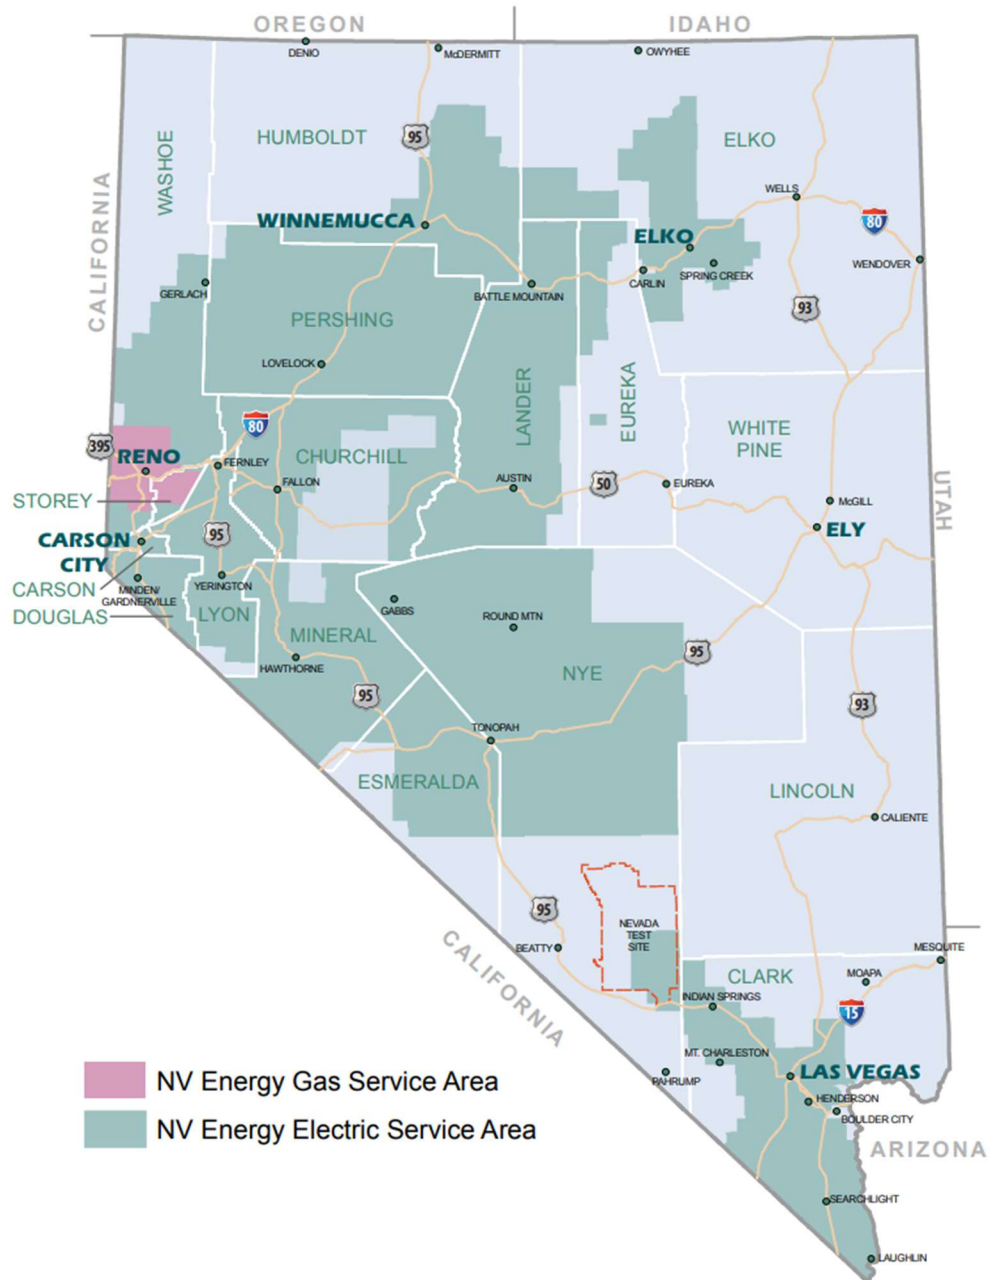 OREGON
IDAHO
DENIO
McDERMITT
OWYHEE
HUMBOLDT
95
ELKO
WASHOE
CALIFORNIA
WELLS
WINNEMUCCA
80
ELKO
WENDOVER
GERLACH
CARLIN
SPRING CREEK
BATTLE MOUNTAIN
93
PERSHING
LOVELOCK
LANDER
EUREKA
80
WHITE
PINE
395
RENO
FERNLEY
CHURCHILL
FALLON
AUSTIN
50
EUREKA
UTAH
STOREY
McGILL
95
ELY
CARSON
CITY
CARSON
MINDEN/
GARDNERVILLE
YERINGTON
DOUGLAS
LYON
GABBS
ROUND MTN
MINERAL
HAWTHORNE
95
NYE
95
93
TONOPAH
ESMERALDA
LINCOLN
CALIENTE
95
NEVADA
TEST
SITE
BEATTY
CALIFORNIA
MESQUITE
CLARK
MOAPA
INDIAN SPRINGS
15
MT. CHARLESTON
PAHRUMP
LAS VEGAS
HENDERSON
BOULDER CITY
ARIZONA
NV Energy Gas Service Area
NV Energy Electric Service Area
SEARCHLIGHT
LAUGHLIN